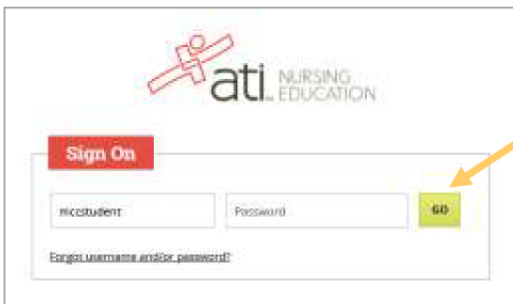 ati NURSING
EDUCATION
Sign On
mccstudent Password GO
Forgot username and/or password?